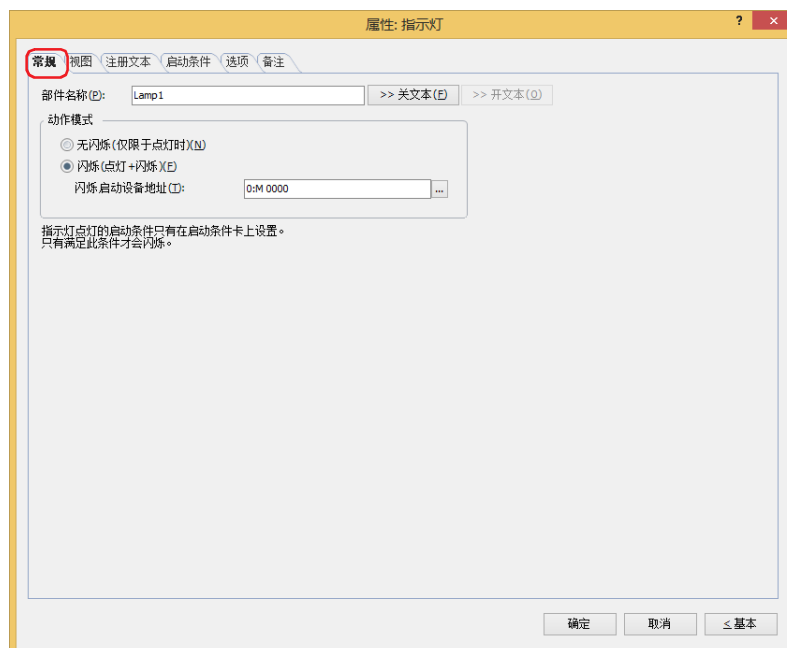 属性: 指示灯
? ×
常规 视图 注册文本 启动条件 选项 备注
部件名称(P): Lamp1 >> 关文本(F) >> 开文本(O)
动作模式
无闪烁(仅限于点灯时)(N)
闪烁(点灯+闪烁)(F)
闪烁启动设备地址(T): 0:M 0000 ...
指示灯点灯的启动条件只有在启动条件卡上设置。
只有满足此条件才会闪烁。
确定 取消 ≤基本